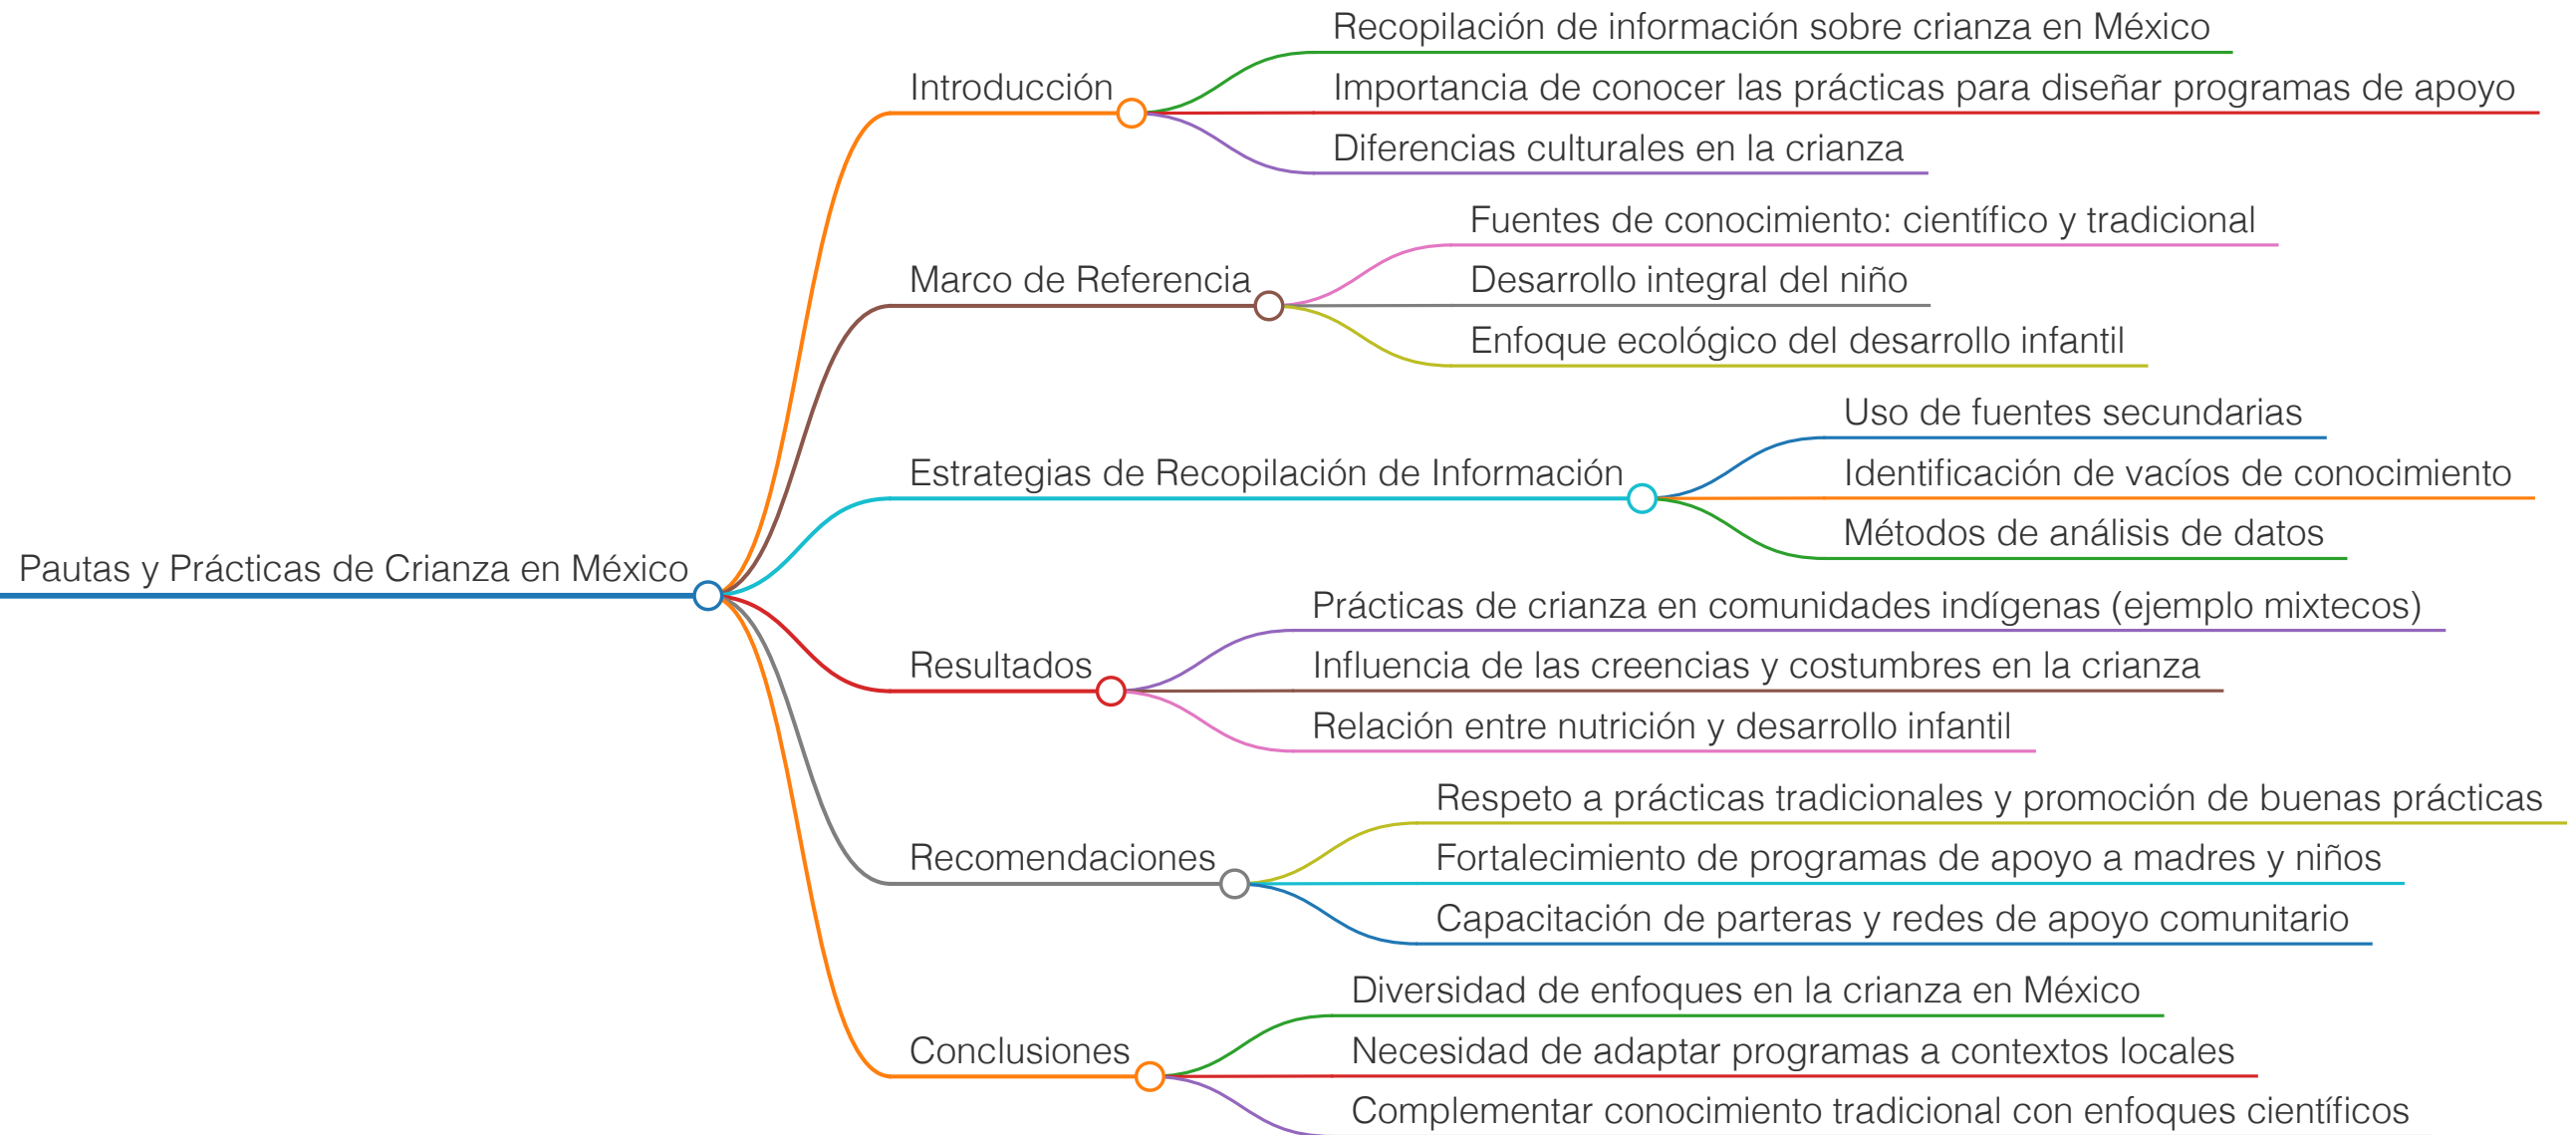 Pautas y Prácticas de Crianza en México
Introducción
Recopilación de información sobre crianza en México
Importancia de conocer las prácticas para diseñar programas de apoyo
Diferencias culturales en la crianza
Marco de Referencia
Fuentes de conocimiento: científico y tradicional
Desarrollo integral del niño
Enfoque ecológico del desarrollo infantil
Estrategias de Recopilación de Información
Uso de fuentes secundarias
Identificación de vacíos de conocimiento
Métodos de análisis de datos
Resultados
Prácticas de crianza en comunidades indígenas (ejemplo mixtecos)
Influencia de las creencias y costumbres en la crianza
Relación entre nutrición y desarrollo infantil
Recomendaciones
Respeto a prácticas tradicionales y promoción de buenas prácticas
Fortalecimiento de programas de apoyo a madres y niños
Capacitación de parteras y redes de apoyo comunitario
Conclusiones
Diversidad de enfoques en la crianza en México
Necesidad de adaptar programas a contextos locales
Complementar conocimiento tradicional con enfoques científicos